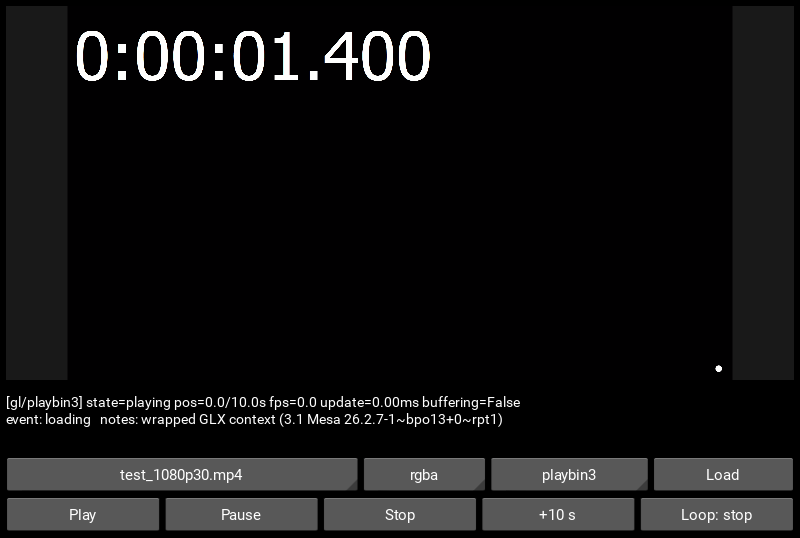 0:00:01.400
[gl/playbin3] state=playing pos=0.0/10.0s fps=0.0 update=0.00ms buffering=False
event: loading notes: wrapped GLX context (3.1 Mesa 26.2.7-1~bpo13+0~rpt1)
test_1080p30.mp4 rgba playbin3 Load
Play Pause Stop +10 s Loop: stop